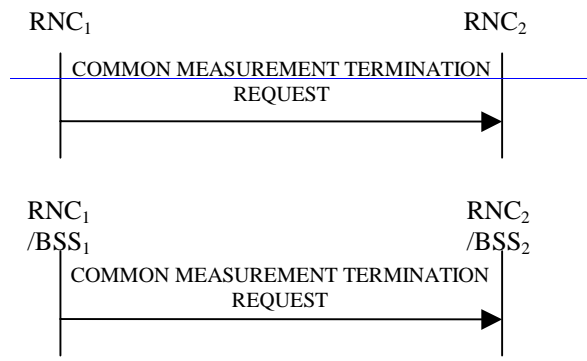 RNC₁ RNC₂
COMMON MEASUREMENT TERMINATION
REQUEST
RNC₁ RNC₂
/BSS₁ /BSS₂
COMMON MEASUREMENT TERMINATION
REQUEST